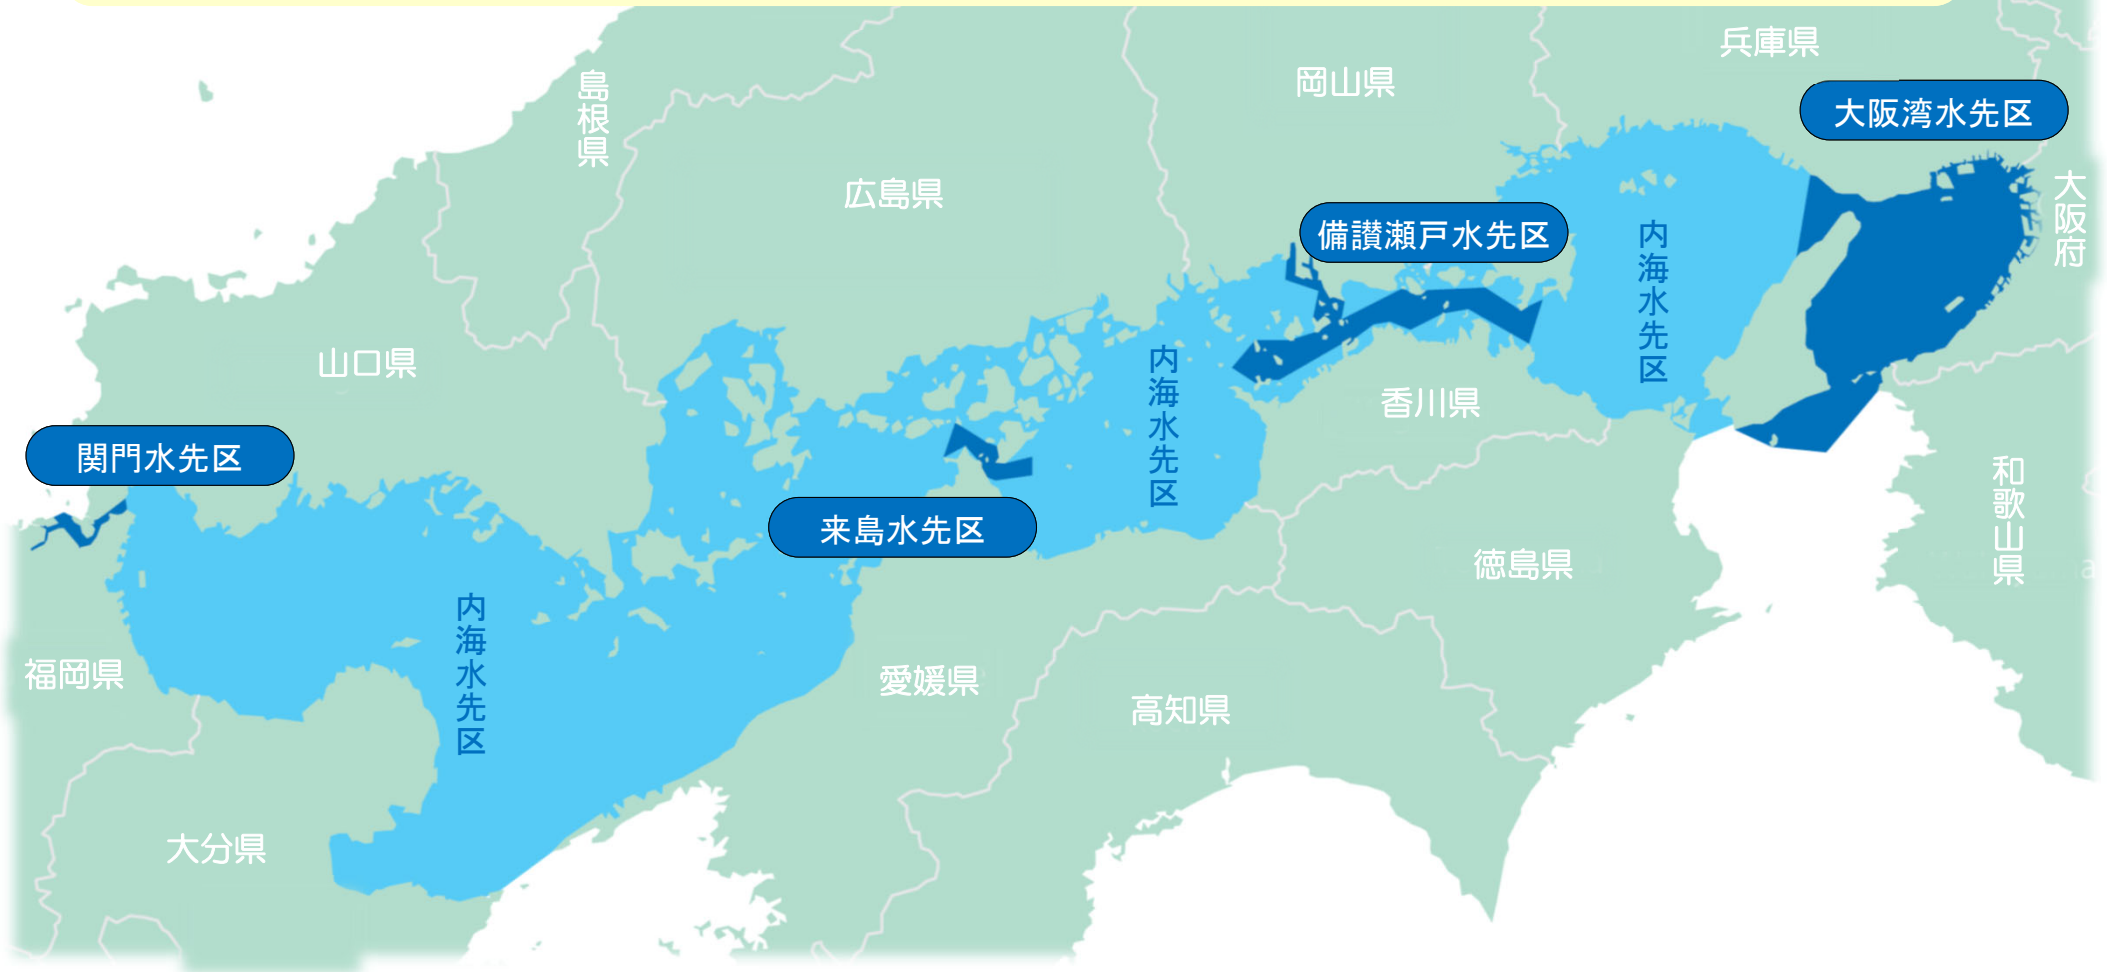 兵庫県
岡山県
島根県
大阪湾水先区
広島県
大阪府
備讃瀬戸水先区
内海水先区
山口県
内海水先区
香川県
関門水先区
来島水先区
和歌山県
徳島県
内海水先区
福岡県
愛媛県
高知県
大分県